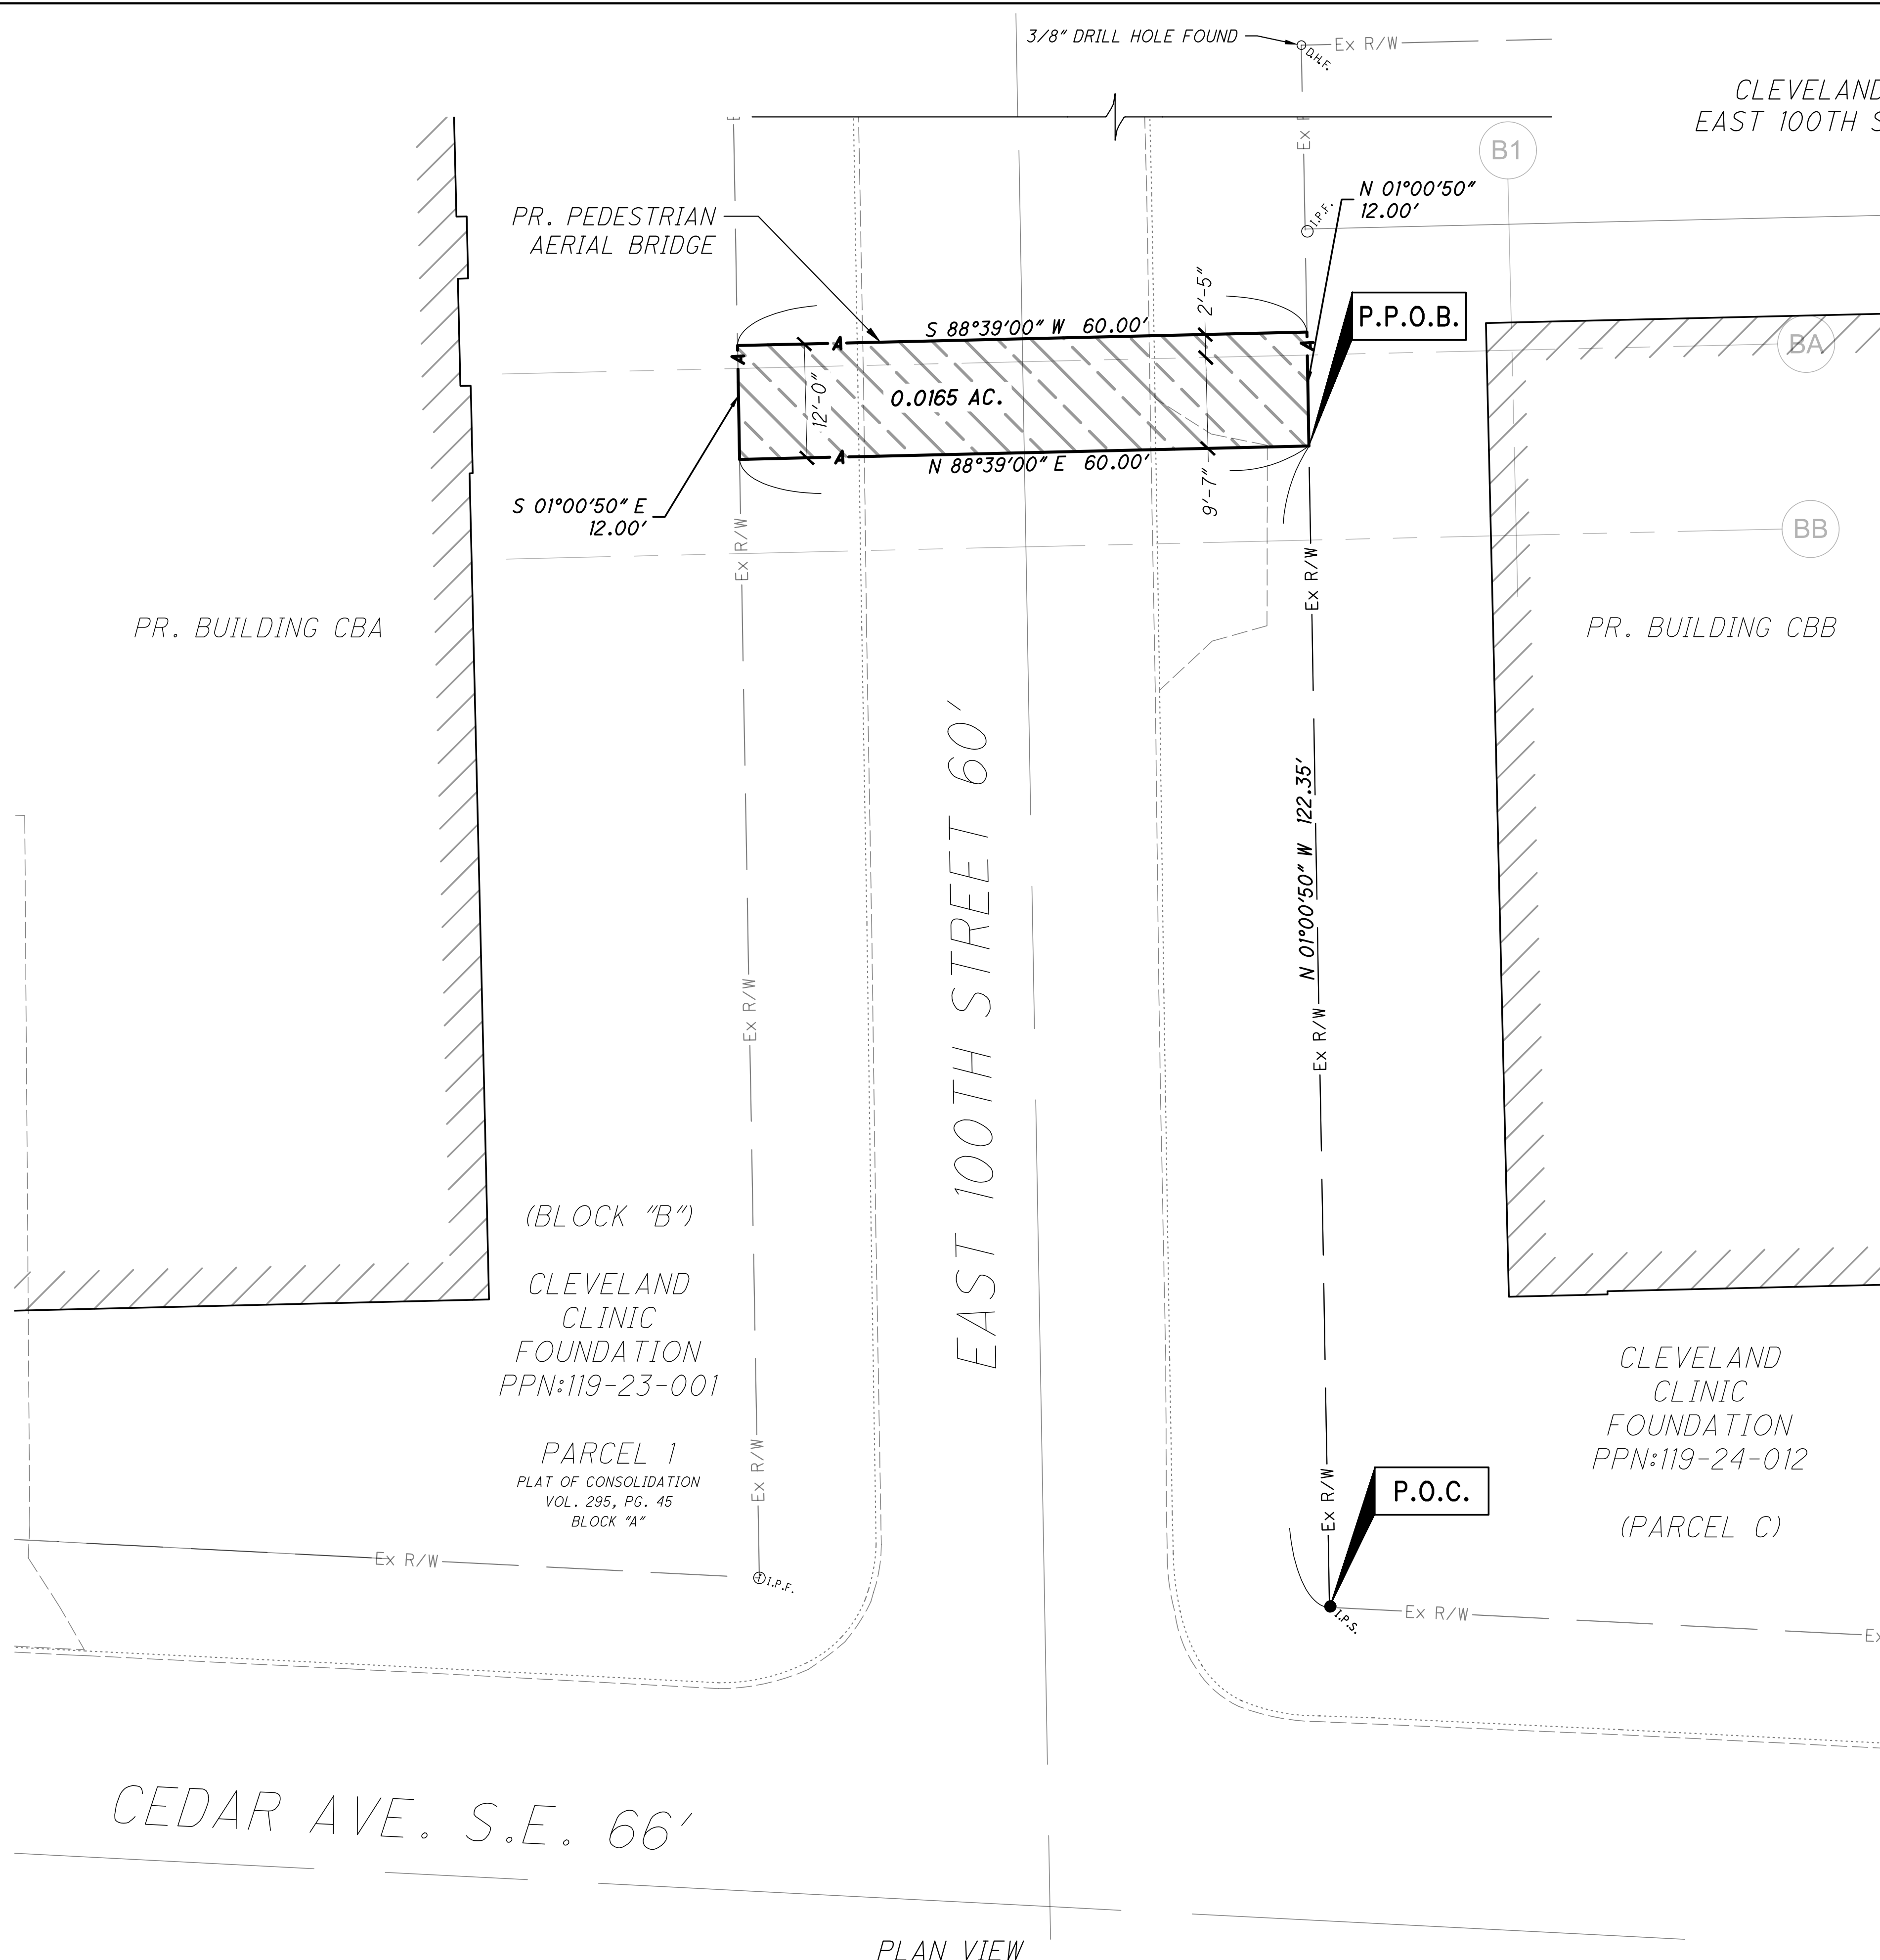 3/8" DRILL HOLE FOUND
Ex R/W
D.H.F.
CLEVELAND
EAST 100TH S
Ex
B1
N 01°00'50"
12.00'
I.P.F.
PR. PEDESTRIAN
AERIAL BRIDGE
2'-5"
P.P.O.B.
S 88°39'00" W 60.00'
A
A
A
BA
12'-0"
0.0165 AC.
A
N 88°39'00" E 60.00'
9'-7"
S 01°00'50" E
12.00'
Ex R/W
Ex R/W
BB
PR. BUILDING CBA
PR. BUILDING CBB
EAST 100TH STREET 60'
N 01°00'50" W 122.35'
Ex R/W
Ex R/W
(BLOCK "B")
CLEVELAND
CLINIC
FOUNDATION
PPN:119-23-001
PARCEL 1
PLAT OF CONSOLIDATION
VOL. 295, PG. 45
BLOCK "A"
Ex R/W
Ex R/W
CLEVELAND
CLINIC
FOUNDATION
PPN:119-24-012
(PARCEL C)
P.O.C.
Ex R/W
I.P.F.
I.P.S.
Ex R/W
Ex
CEDAR AVE. S.E. 66'
PLAN VIEW